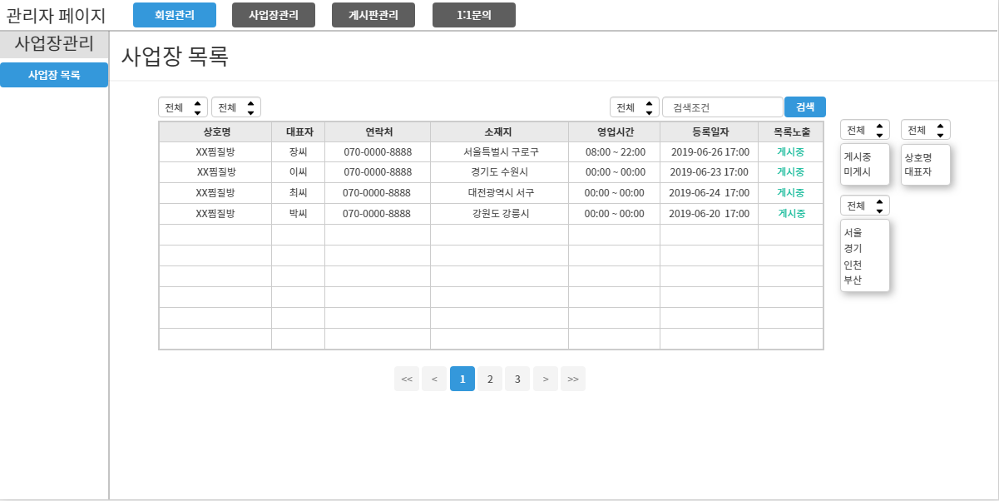 관리자 페이지 회원관리 사업장관리 게시판관리 1:1문의
사업장관리
사업장 목록
사업장 목록
전체 전체 전체 검색조건 검색
상호명 대표자 연락처 소재지 영업시간 등록일자 목록노출
XX찜질방 장씨 070-0000-8888 서울특별시 구로구 08:00 ~ 22:00 2019-06-26 17:00 게시중
XX찜질방 이씨 070-0000-8888 경기도 수원시 00:00 ~ 00:00 2019-06-23 17:00 게시중
XX찜질방 최씨 070-0000-8888 대전광역시 서구 00:00 ~ 00:00 2019-06-24 17:00 게시중
XX찜질방 박씨 070-0000-8888 강원도 강릉시 00:00 ~ 00:00 2019-06-20 17:00 게시중
<< < 1 2 3 > >>
전체
게시중
미게시
전체
상호명
대표자
전체
서울
경기
인천
부산